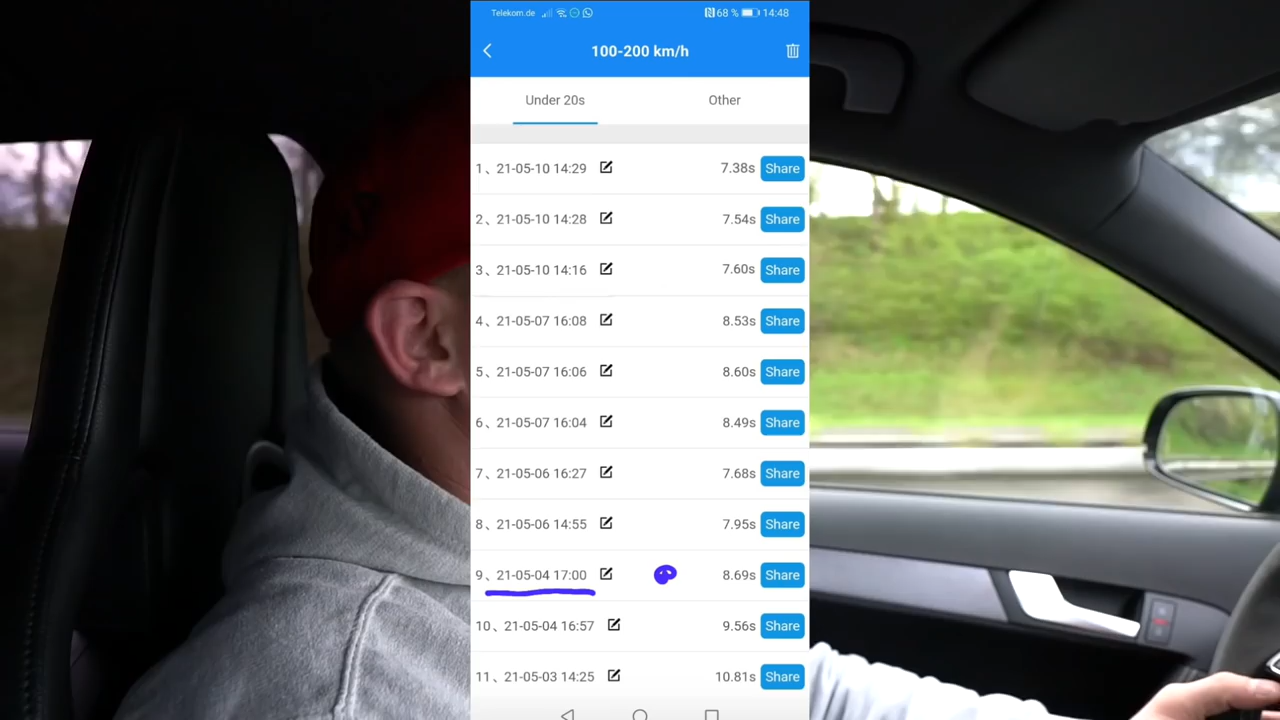 Telekom.de 68 % 14:48
100-200 km/h
Under 20s Other
1、21-05-10 14:29 7.38s Share
2、21-05-10 14:28 7.54s Share
3、21-05-10 14:16 7.60s Share
4、21-05-07 16:08 8.53s Share
5、21-05-07 16:06 8.60s Share
6、21-05-07 16:04 8.49s Share
7、21-05-06 16:27 7.68s Share
8、21-05-06 14:55 7.95s Share
9、21-05-04 17:00 8.69s Share
10、21-05-04 16:57 9.56s Share
11、21-05-03 14:25 10.81s Share